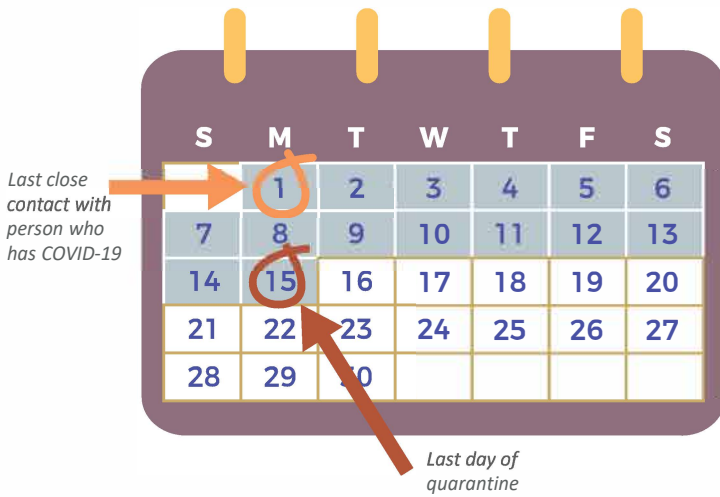 S M T W T F S
Last close
contact with
person who
has COVID-19
1 2 3 4 5 6
7 8 9 10 11 12 13
14 15 16 17 18 19 20
21 22 23 24 25 26 27
28 29 30
Last day of
quarantine